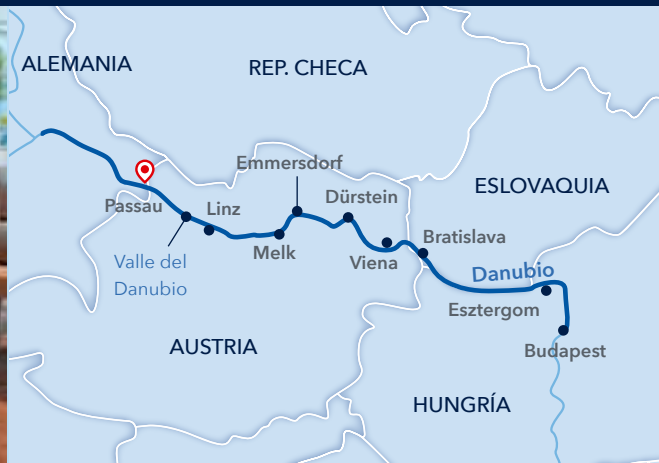 ALEMANIA
REP. CHECA
Emmersdorf
ESLOVAQUIA
Passau
Linz
Dürstein
Melk
Viena
Bratislava
Valle del
Danubio
Danubio
Esztergom
AUSTRIA
Budapest
HUNGRÍA